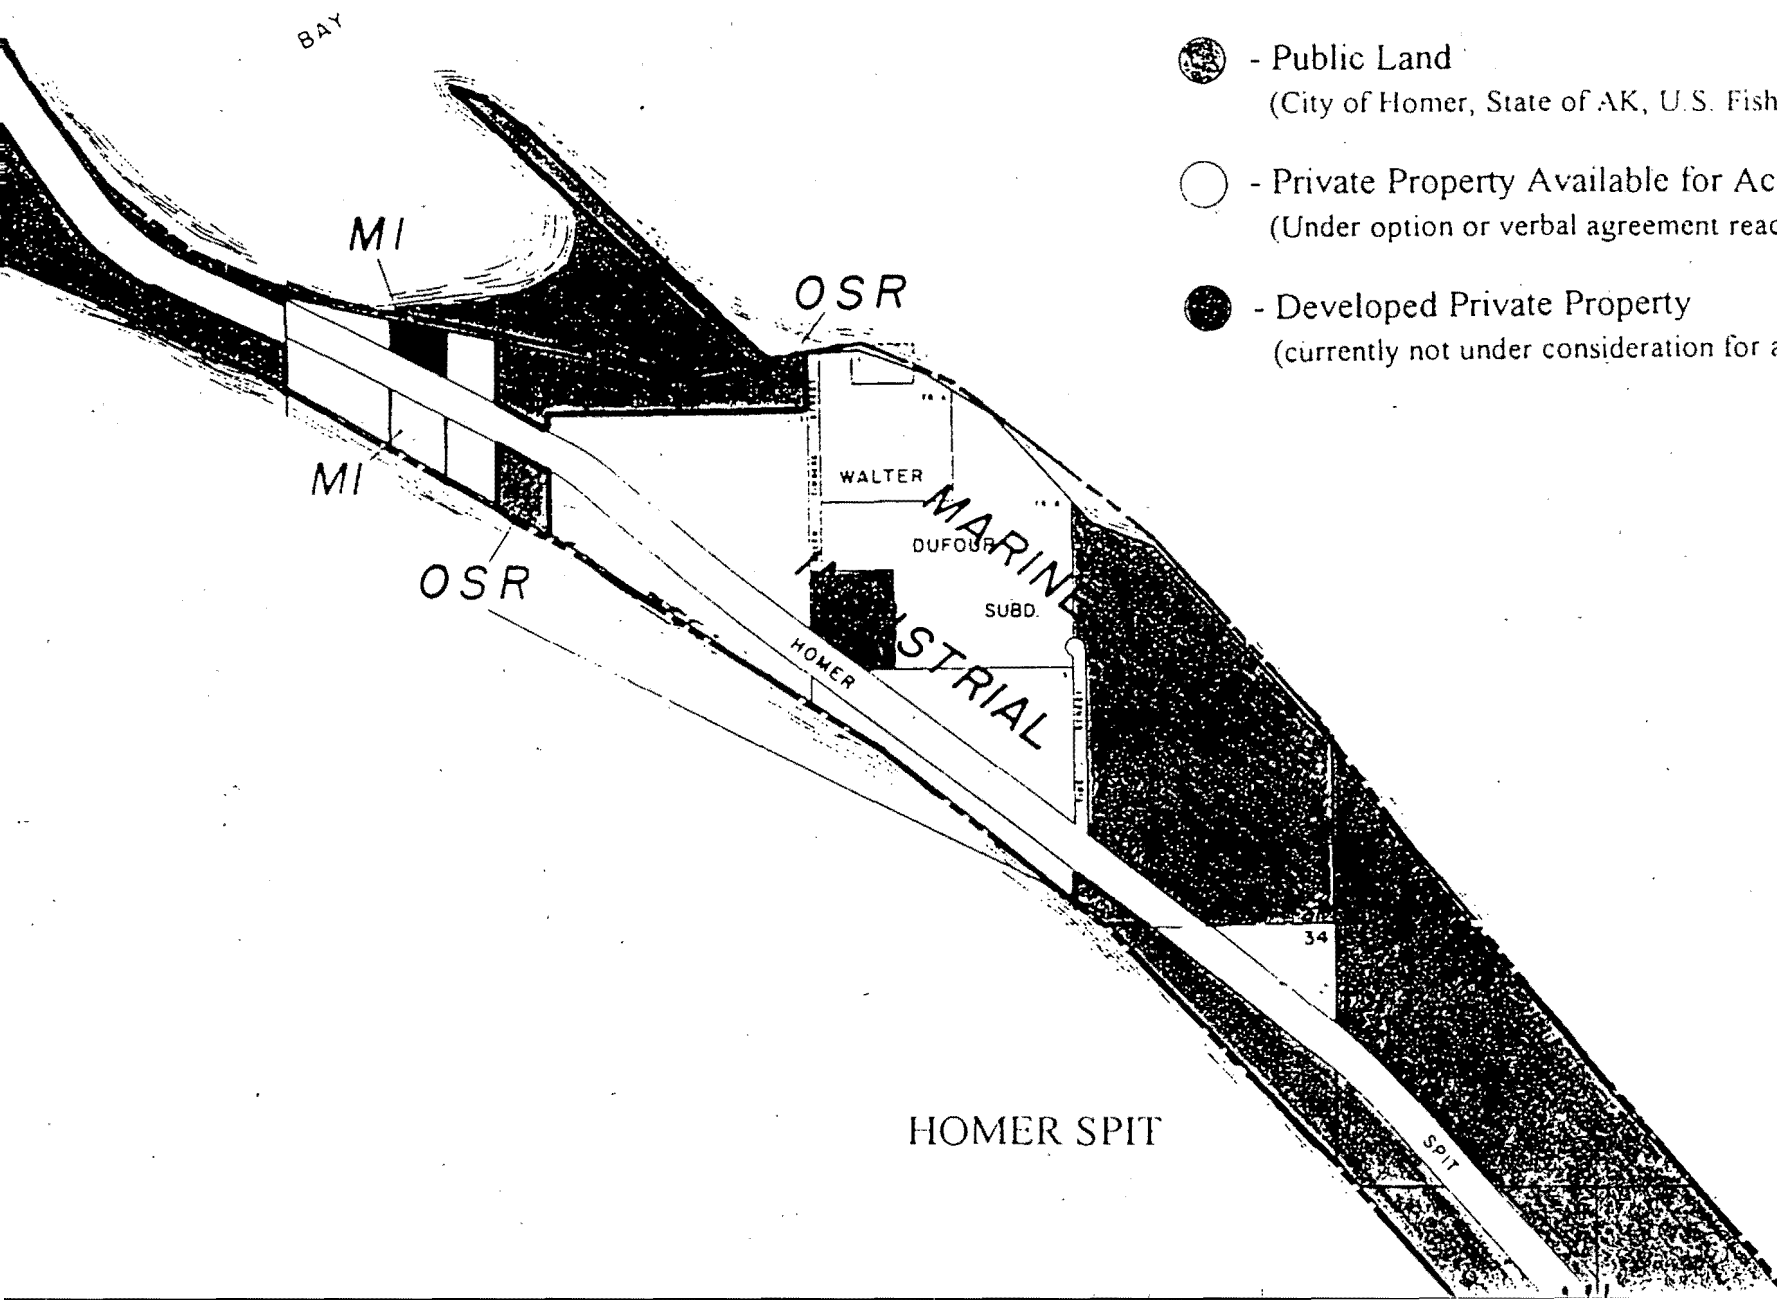 BAY
- Public Land
(City of Homer, State of AK, U.S. Fish
- Private Property Available for Ac
(Under option or verbal agreement reac
- Developed Private Property
(currently not under consideration for a
MI
OSR
MI
OSR
WALTER
DUFOUR
SUBD.
MARINE
STRIAL
HOMER
34
SPIT
HOMER SPIT